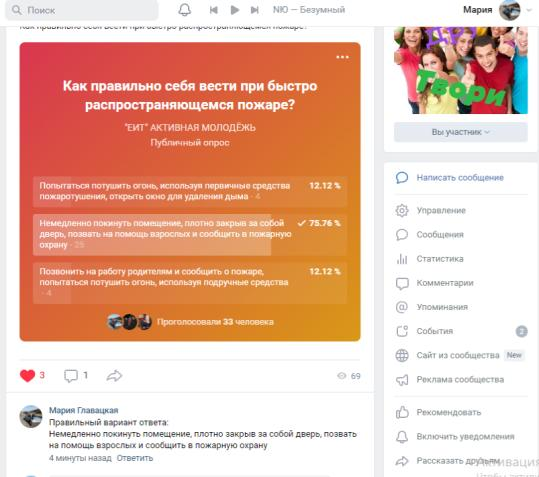 Поиск
NЮ — Безумный
Мария
Как правильно себя вести при быстро распространяющемся пожаре?
Как правильно себя вести при быстро
распространяющемся пожаре?
"ЕИТ" АКТИВНАЯ МОЛОДЁЖЬ
Публичный опрос
Попытаться потушить огонь, используя первичные средства 12.12 %
пожаротушения, открыть окно для удаления дыма · 4
Немедленно покинуть помещение, плотно закрыв за собой 75.76 %
дверь, позвать на помощь взрослых и сообщить в пожарную
охрану · 25
Позвонить на работу родителям и сообщить о пожаре, 12.12 %
попытаться потушить огонь, используя подручные средства
· 4
Проголосовали 33 человека
3
1
69
Мария Главацкая
Правильный вариант ответа:
Немедленно покинуть помещение, плотно закрыв за собой дверь, позвать
на помощь взрослых и сообщить в пожарную охрану
4 минуты назад Ответить
Твори
Вы участник
Написать сообщение
Управление
Сообщения
Статистика
Комментарии
Упоминания
События 2
Сайт из сообщества New
Реклама сообщества
Рекомендовать
Включить уведомления
Рассказать друзьям
Активация